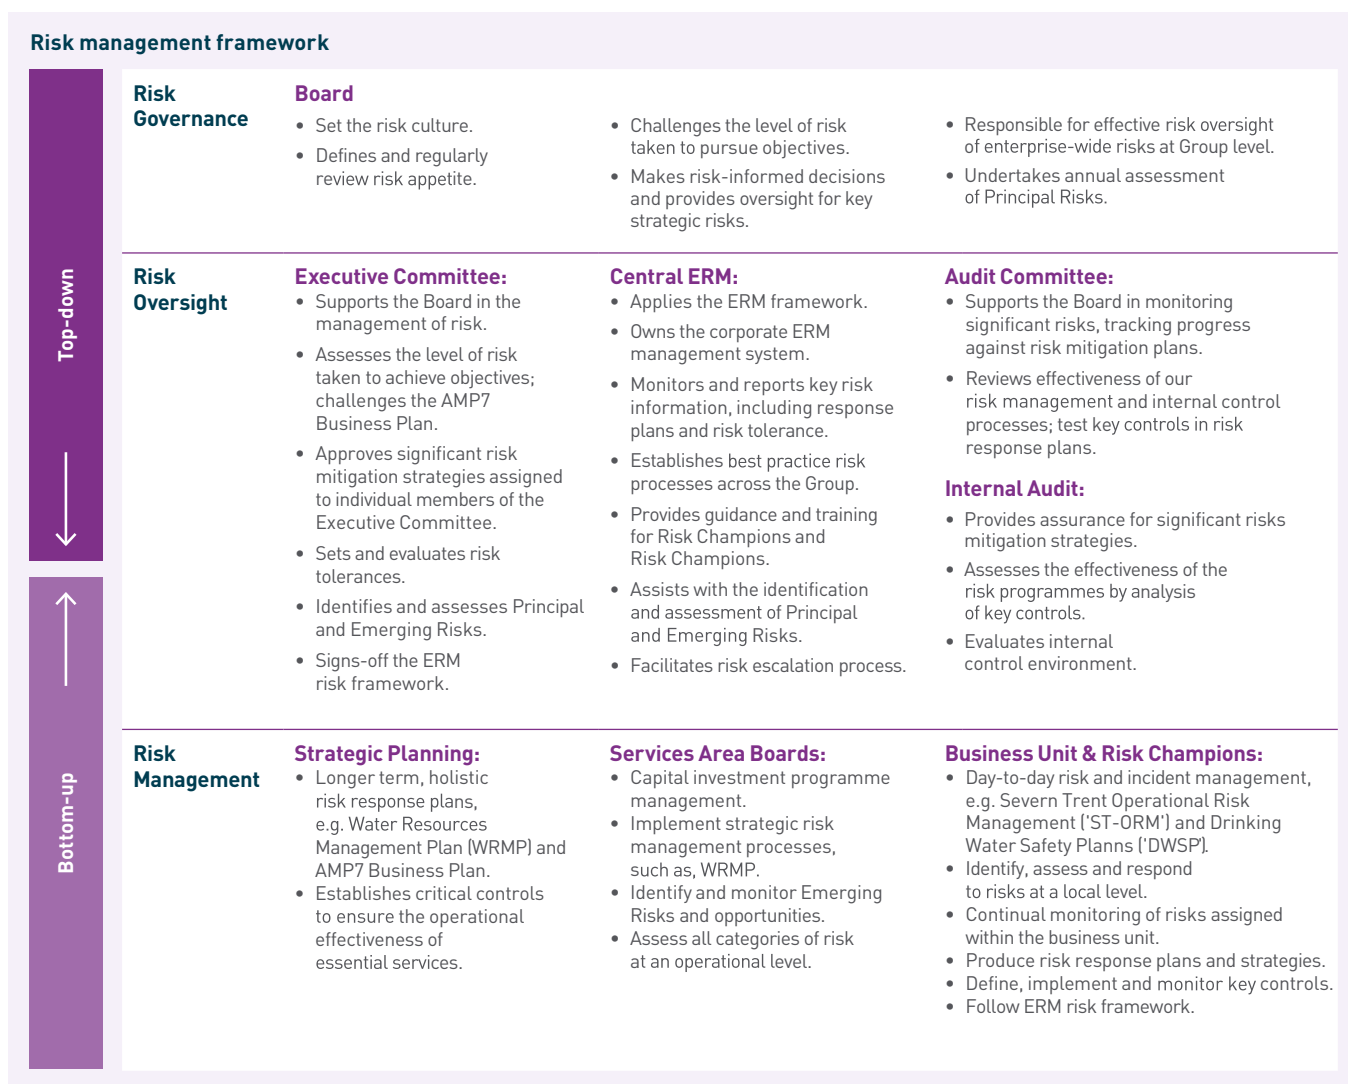 Risk management framework
Top-down
Bottom-up
Risk
Governance
Board
• Set the risk culture.
• Defines and regularly
review risk appetite.
• Challenges the level of risk
taken to pursue objectives.
• Makes risk-informed decisions
and provides oversight for key
strategic risks.
• Responsible for effective risk oversight
of enterprise-wide risks at Group level.
• Undertakes annual assessment
of Principal Risks.
Risk
Oversight
Executive Committee:
• Supports the Board in the
management of risk.
• Assesses the level of risk
taken to achieve objectives;
challenges the AMP7
Business Plan.
• Approves significant risk
mitigation strategies assigned
to individual members of the
Executive Committee.
• Sets and evaluates risk
tolerances.
• Identifies and assesses Principal
and Emerging Risks.
• Signs-off the ERM
risk framework.
Central ERM:
• Applies the ERM framework.
• Owns the corporate ERM
management system.
• Monitors and reports key risk
information, including response
plans and risk tolerance.
• Establishes best practice risk
processes across the Group.
• Provides guidance and training
for Risk Champions and
Risk Champions.
• Assists with the identification
and assessment of Principal
and Emerging Risks.
• Facilitates risk escalation process.
Audit Committee:
• Supports the Board in monitoring
significant risks, tracking progress
against risk mitigation plans.
• Reviews effectiveness of our
risk management and internal control
processes; test key controls in risk
response plans.
Internal Audit:
• Provides assurance for significant risks
mitigation strategies.
• Assesses the effectiveness of the
risk programmes by analysis
of key controls.
• Evaluates internal
control environment.
Risk
Management
Strategic Planning:
• Longer term, holistic
risk response plans,
e.g. Water Resources
Management Plan (WRMP) and
AMP7 Business Plan.
• Establishes critical controls
to ensure the operational
effectiveness of
essential services.
Services Area Boards:
• Capital investment programme
management.
• Implement strategic risk
management processes,
such as, WRMP.
• Identify and monitor Emerging
Risks and opportunities.
• Assess all categories of risk
at an operational level.
Business Unit & Risk Champions:
• Day-to-day risk and incident management,
e.g. Severn Trent Operational Risk
Management ('ST-ORM') and Drinking
Water Safety Planns ('DWSP').
• Identify, assess and respond
to risks at a local level.
• Continual monitoring of risks assigned
within the business unit.
• Produce risk response plans and strategies.
• Define, implement and monitor key controls.
• Follow ERM risk framework.